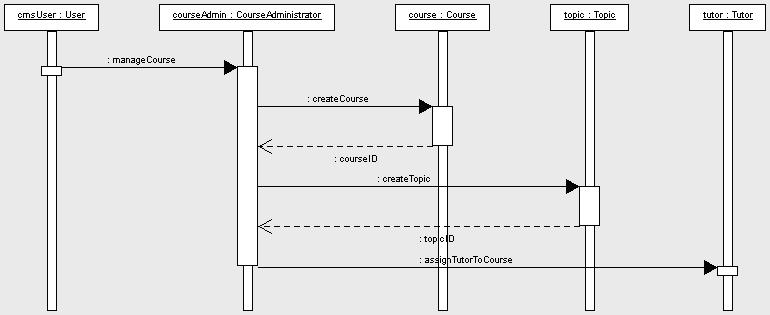 cmsUser : User
courseAdmin : CourseAdministrator
course : Course
topic : Topic
tutor : Tutor
: manageCourse
: createCourse
: courseID
: createTopic
: topicID
: assignTutorToCourse